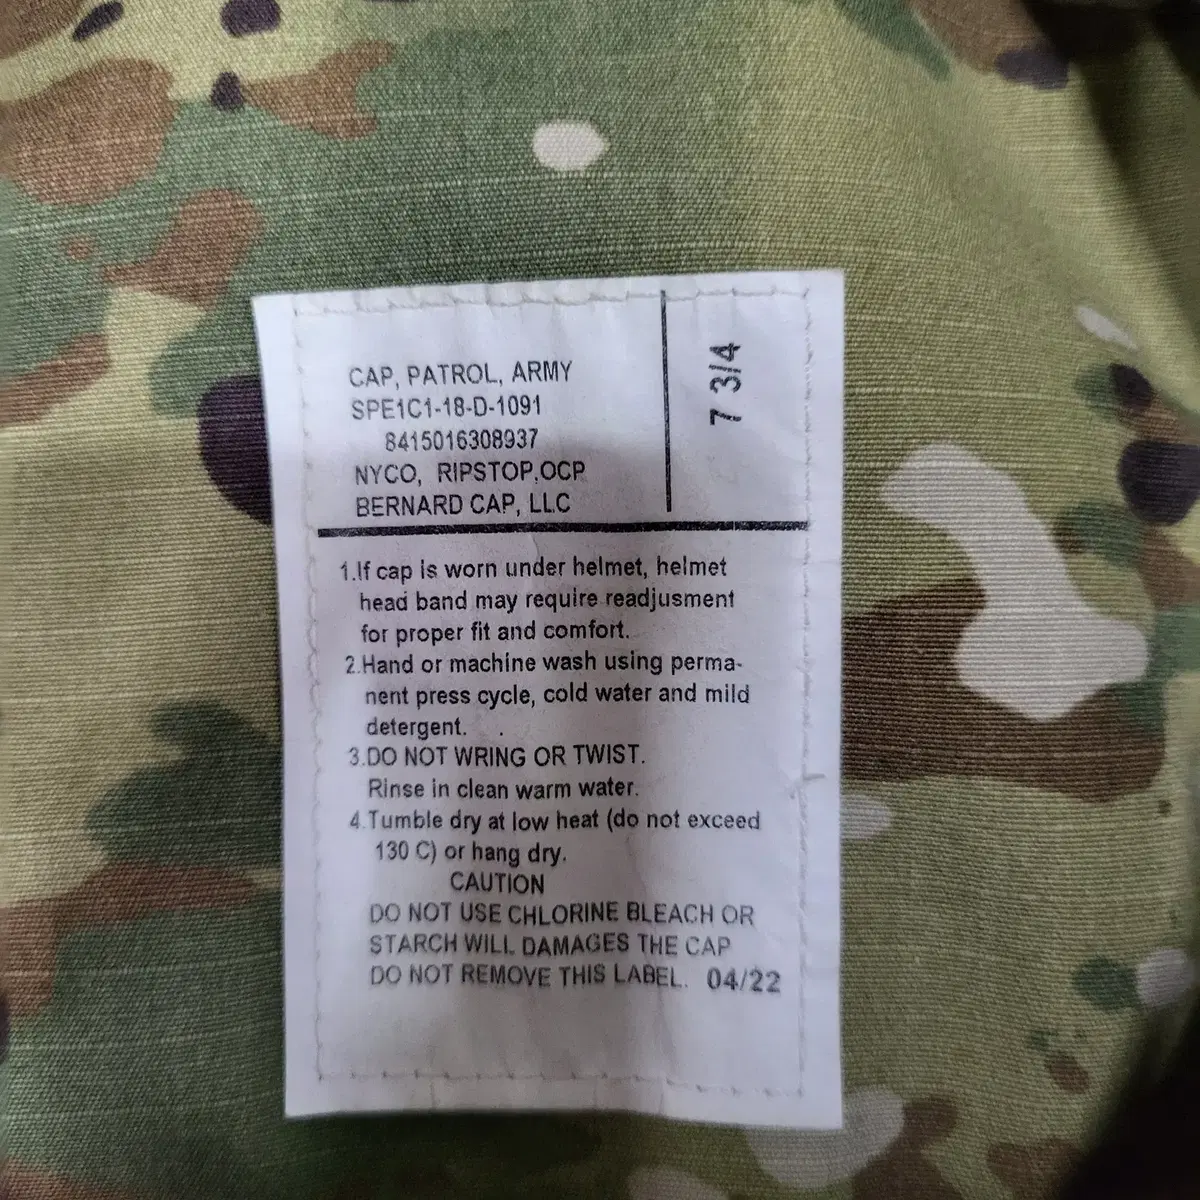 CAP, PATROL, ARMY
SPE1C1-18-D-1091
8415016308937
NYCO, RIPSTOP,OCP
BERNARD CAP, LLC
7 3/4
1.If cap is worn under helmet, helmet
head band may require readjusment
for proper fit and comfort.
2.Hand or machine wash using perma-
nent press cycle, cold water and mild
detergent.
3.DO NOT WRING OR TWIST.
Rinse in clean warm water.
4.Tumble dry at low heat (do not exceed
130 C) or hang dry.
CAUTION
DO NOT USE CHLORINE BLEACH OR
STARCH WILL DAMAGES THE CAP
DO NOT REMOVE THIS LABEL. 04/22